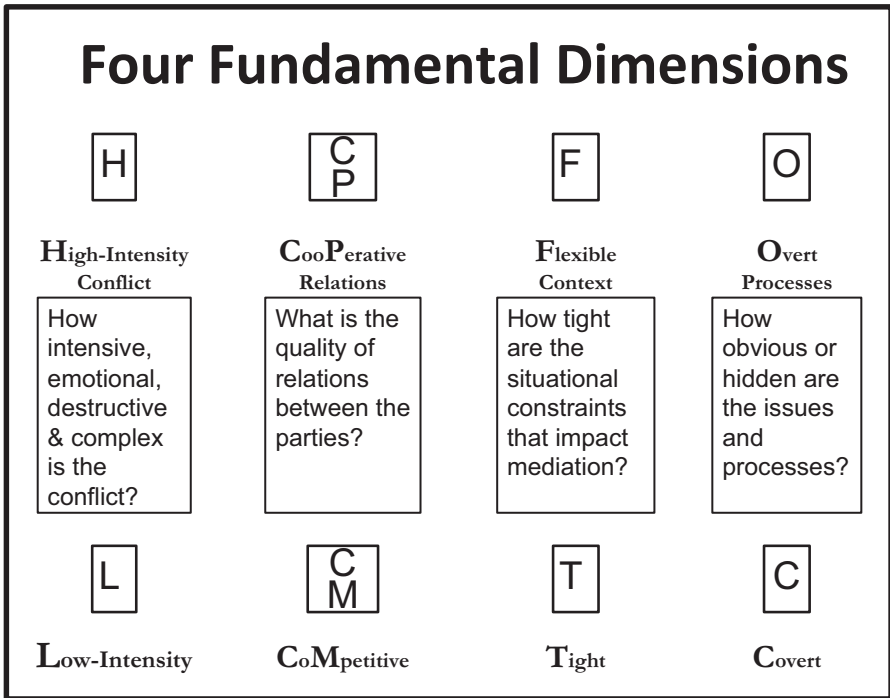 Four Fundamental Dimensions
H
C
P
F
O
High-Intensity
Conflict
CooPerative
Relations
Flexible
Context
Overt
Processes
How
intensive,
emotional,
destructive
& complex
is the
conflict?
What is the
quality of
relations
between the
parties?
How tight
are the
situational
constraints
that impact
mediation?
How
obvious or
hidden are
the issues
and
processes?
L
C
M
T
C
Low-Intensity
CoMpetitive
Tight
Covert